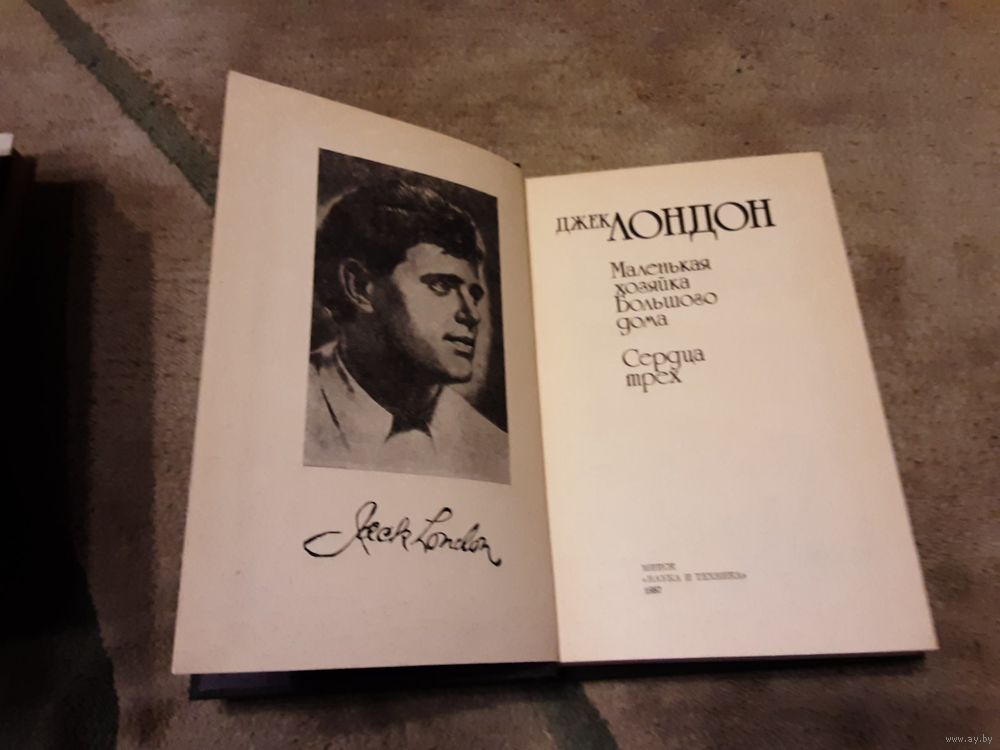 Jack London
ДЖЕК ЛОНДОН
Маленькая
хозяйка
Большого
дома
Сердца
трех
МИНСК
«НАУКА И ТЕХНИКА»
1987
www.ay.by